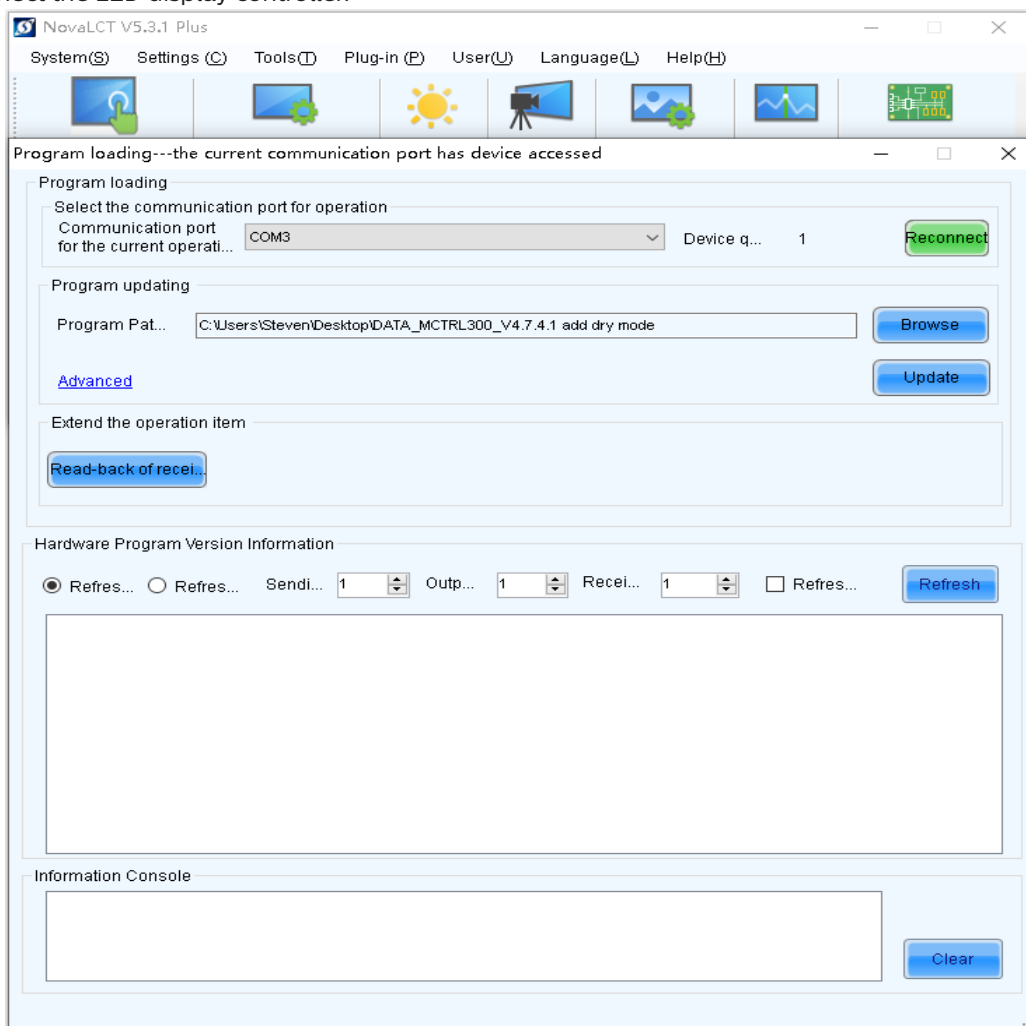 NovaLCT V5.3.1 Plus
System(S) Settings (C) Tools(T) Plug-in (P) User(U) Language(L) Help(H)
Program loading---the current communication port has device accessed
Program loading
Select the communication port for operation
Communication port
for the current operati...
COM3
Device q... 1
Reconnect
Program updating
Program Pat... C:\Users\Steven\Desktop\DATA_MCTRL300_V4.7.4.1 add dry mode Browse
Advanced
Update
Extend the operation item
Read-back of recei...
Hardware Program Version Information
Refres... Refres... Sendi... 1 Outp... 1 Recei... 1 Refres... Refresh
Information Console
Clear